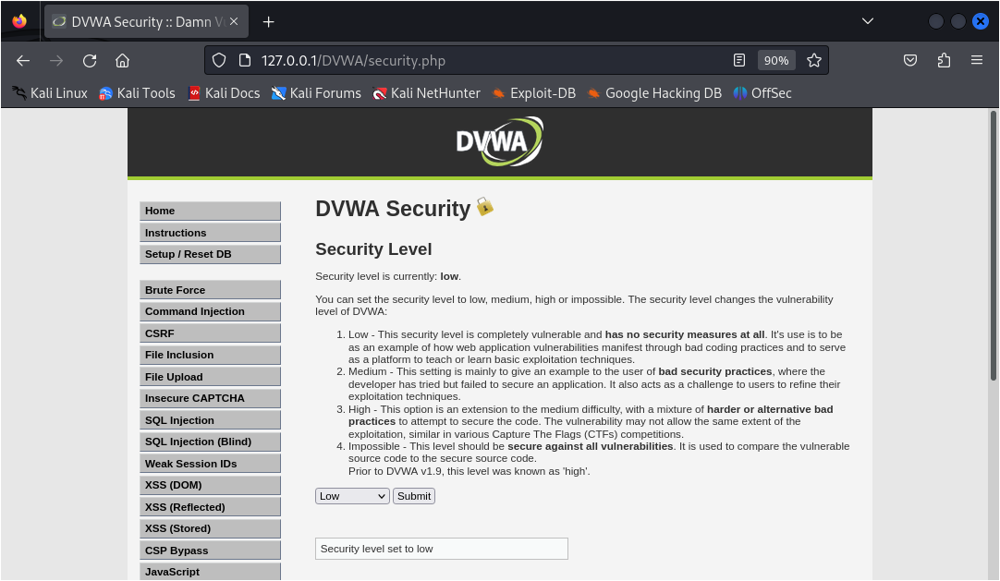 DVWA Security :: Damn V
127.0.0.1/DVWA/security.php
90%
Kali Linux
Kali Tools
Kali Docs
Kali Forums
Kali NetHunter
Exploit-DB
Google Hacking DB
OffSec
DVWA
Home
Instructions
Setup / Reset DB
Brute Force
Command Injection
CSRF
File Inclusion
File Upload
Insecure CAPTCHA
SQL Injection
SQL Injection (Blind)
Weak Session IDs
XSS (DOM)
XSS (Reflected)
XSS (Stored)
CSP Bypass
JavaScript
DVWA Security
Security Level
Security level is currently: low.
You can set the security level to low, medium, high or impossible. The security level changes the vulnerability
level of DVWA:
1. Low - This security level is completely vulnerable and has no security measures at all. It's use is to be
as an example of how web application vulnerabilities manifest through bad coding practices and to serve
as a platform to teach or learn basic exploitation techniques.
2. Medium - This setting is mainly to give an example to the user of bad security practices, where the
developer has tried but failed to secure an application. It also acts as a challenge to users to refine their
exploitation techniques.
3. High - This option is an extension to the medium difficulty, with a mixture of harder or alternative bad
practices to attempt to secure the code. The vulnerability may not allow the same extent of the
exploitation, similar in various Capture The Flags (CTFs) competitions.
4. Impossible - This level should be secure against all vulnerabilities. It is used to compare the vulnerable
source code to the secure source code.
Prior to DVWA v1.9, this level was known as 'high'.
Low
Submit
Security level set to low